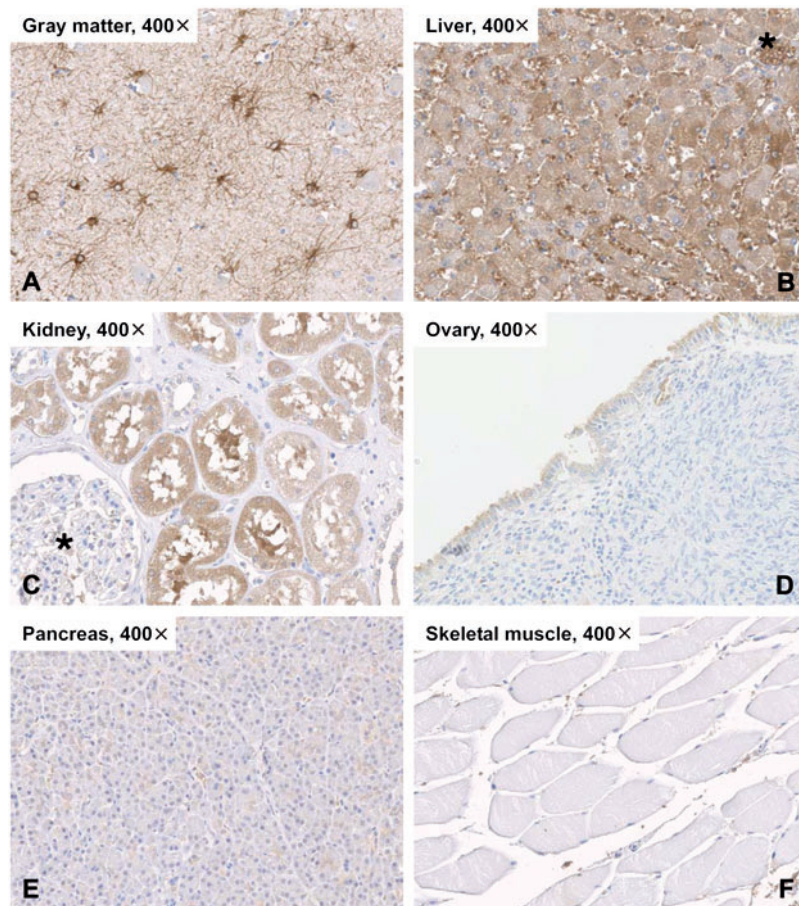 Gray matter, 400×
Liver, 400×
*
A
B
Kidney, 400×
Ovary, 400×
*
C
D
Pancreas, 400×
Skeletal muscle, 400×
E
F